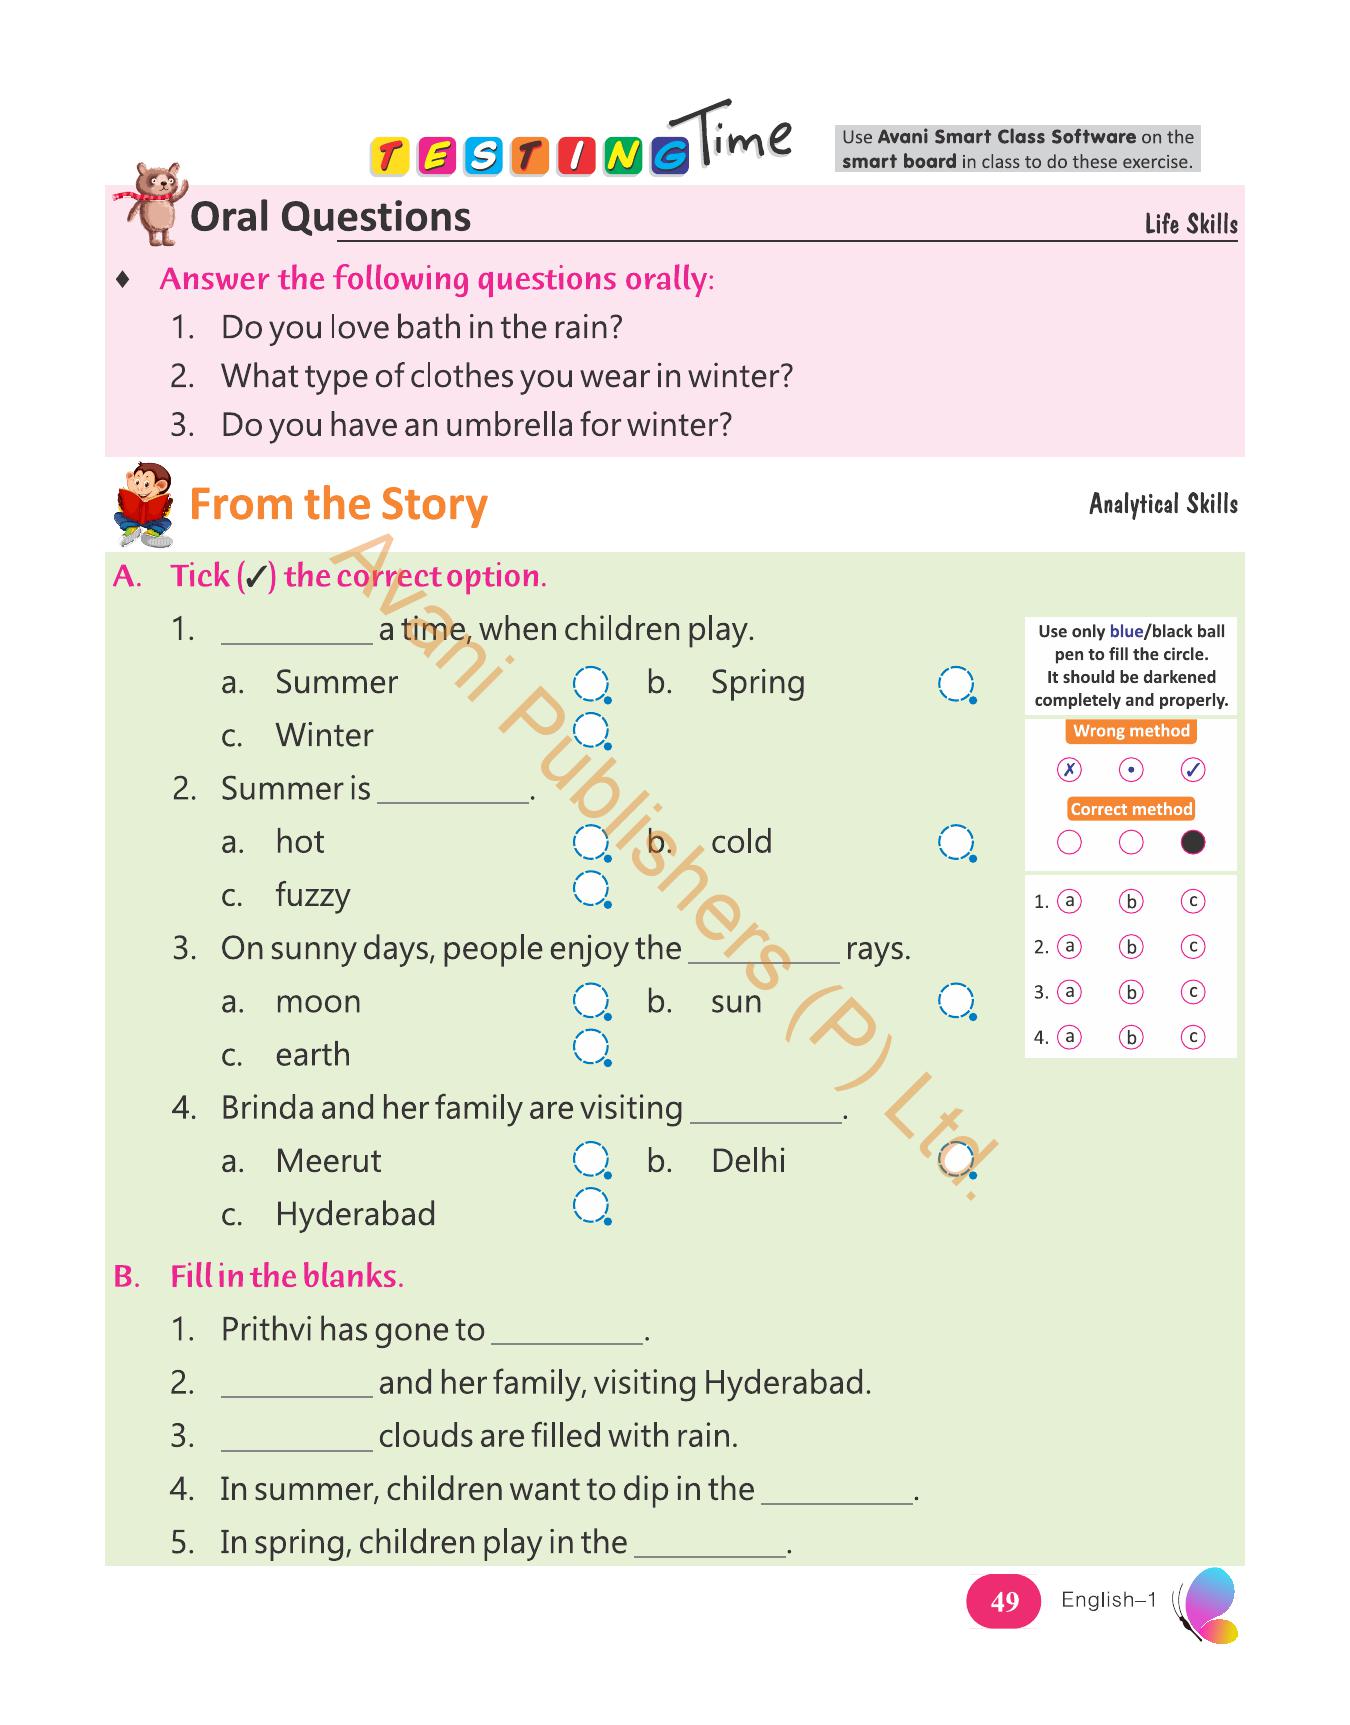 TESTING Time
Use Avani Smart Class Software on the
smart board in class to do these exercise.
Oral Questions
Life Skills
♦ Answer the following questions orally:
1. Do you love bath in the rain?
2. What type of clothes you wear in winter?
3. Do you have an umbrella for winter?
From the Story
Analytical Skills
A. Tick (✓) the correct option.
1. __________ a time, when children play.
a. Summer b. Spring
c. Winter
2. Summer is __________.
a. hot b. cold
c. fuzzy
3. On sunny days, people enjoy the __________ rays.
a. moon b. sun
c. earth
4. Brinda and her family are visiting __________.
a. Meerut b. Delhi
c. Hyderabad
Use only blue/black ball
pen to fill the circle.
It should be darkened
completely and properly.
Wrong method
✗ • ✓
Correct method
1. a b c
2. a b c
3. a b c
4. a b c
B. Fill in the blanks.
1. Prithvi has gone to __________.
2. __________ and her family, visiting Hyderabad.
3. __________ clouds are filled with rain.
4. In summer, children want to dip in the __________.
5. In spring, children play in the __________.
Avani Publishers (P) Ltd.
49 English–1